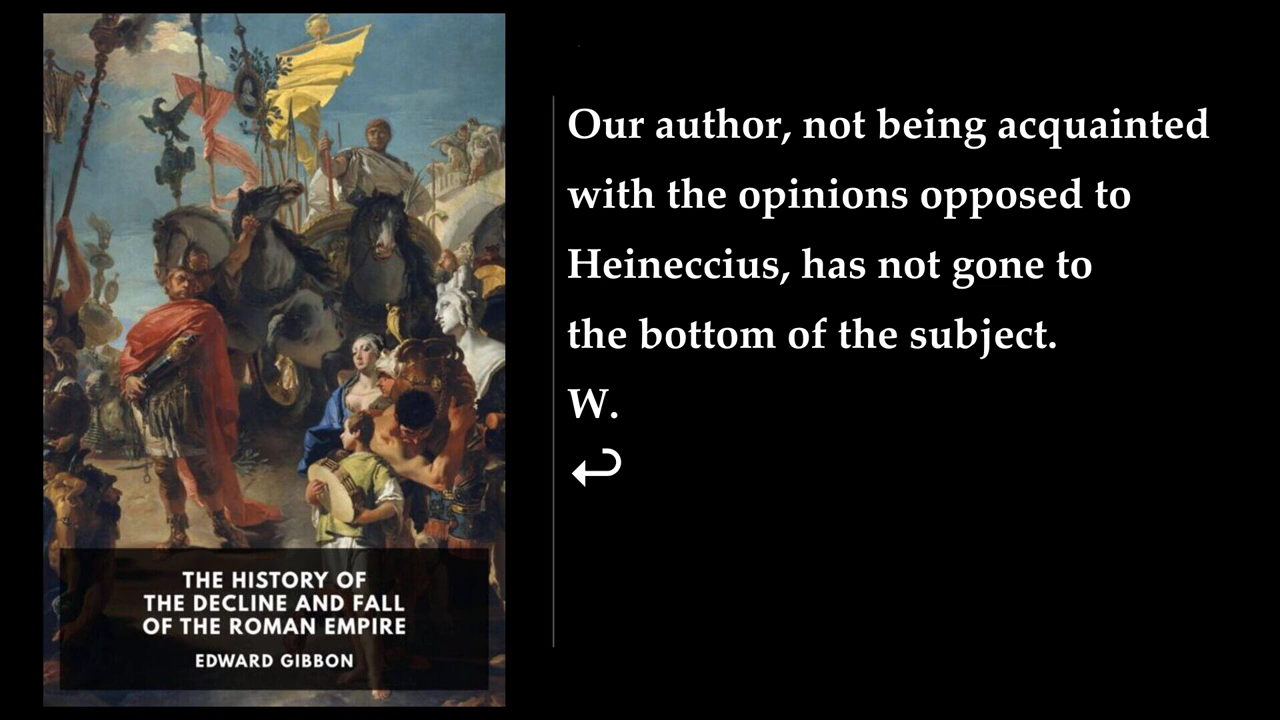 THE HISTORY OF
THE DECLINE AND FALL
OF THE ROMAN EMPIRE
EDWARD GIBBON
Our author, not being acquainted
with the opinions opposed to
Heineccius, has not gone to
the bottom of the subject.
W.
↩